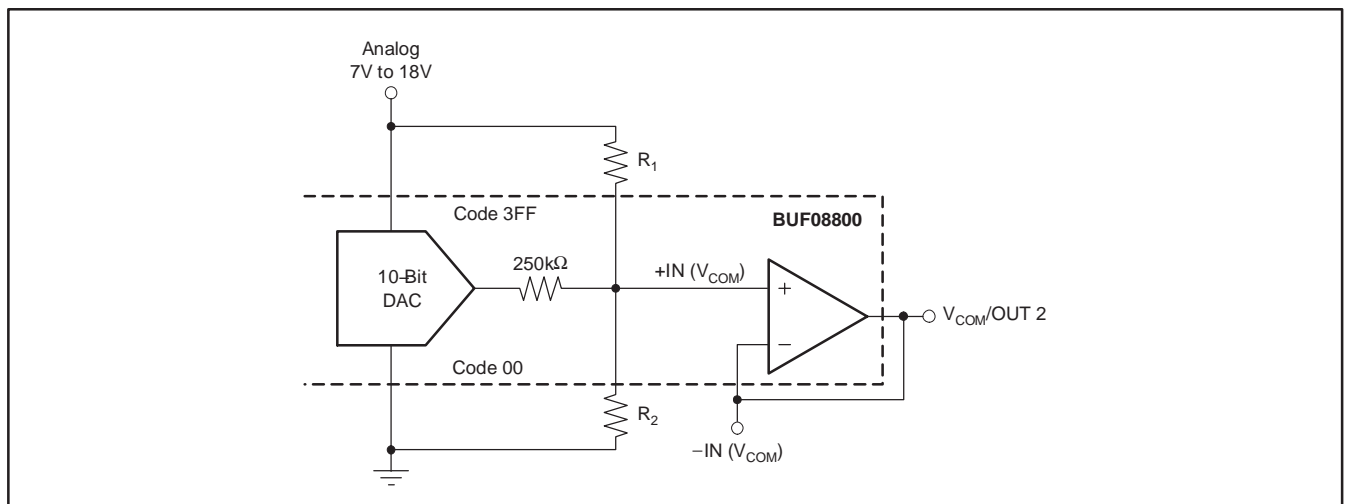 Analog
7V to 18V
R1
Code 3FF
BUF08800
250kΩ
+IN (VCOM)
10–Bit
DAC
+
VCOM/OUT 2
−
Code 00
R2
−IN (VCOM)